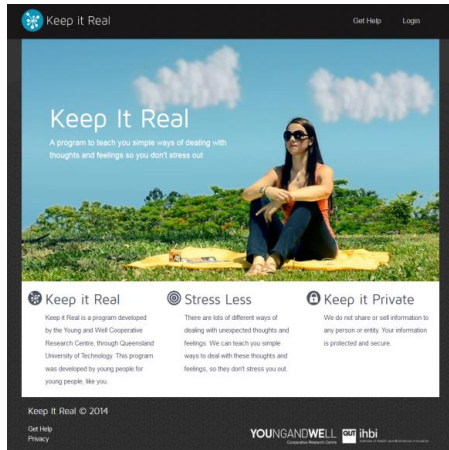 Keep it Real
Get Help
Login
Keep It Real
A program to teach you simple ways of dealing with
thoughts and feelings so you don't stress out
Keep it Real
Keep it Real is a program developed
by the Young and Well Cooperative
Research Centre, through Queensland
University of Technology. This program
was developed by young people for
young people, like you.
Stress Less
There are lots of different ways of
dealing with unexpected thoughts and
feelings. We can teach you simple
ways to deal with these thoughts and
feelings, so they don't stress you out.
Keep it Private
We do not share or sell information to
any person or entity. Your information
is protected and secure.
Keep It Real © 2014
Get Help
Privacy
YOUNGANDWELL
Cooperative Research Centre
QUT ihbi
Institute of Health and Biomedical Innovation